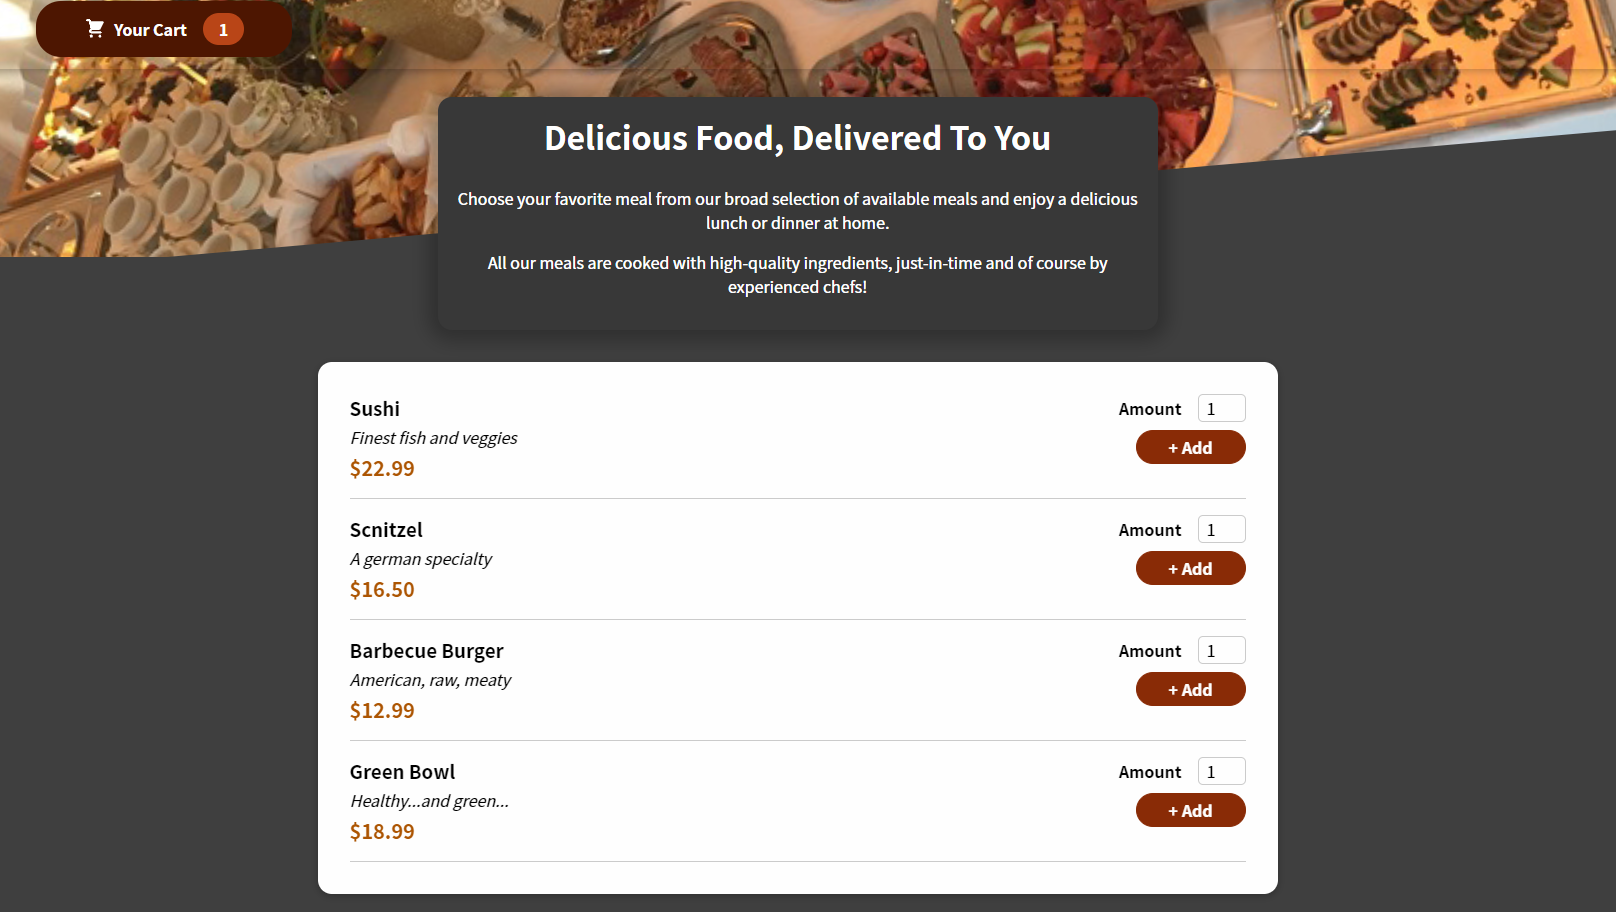 Your Cart 1
Delicious Food, Delivered To You
Choose your favorite meal from our broad selection of available meals and enjoy a delicious
lunch or dinner at home.
All our meals are cooked with high-quality ingredients, just-in-time and of course by
experienced chefs!
Sushi
Amount 1
Finest fish and veggies
+ Add
$22.99
Scnitzel
Amount 1
A german specialty
+ Add
$16.50
Barbecue Burger
Amount 1
American, raw, meaty
+ Add
$12.99
Green Bowl
Amount 1
Healthy...and green...
+ Add
$18.99